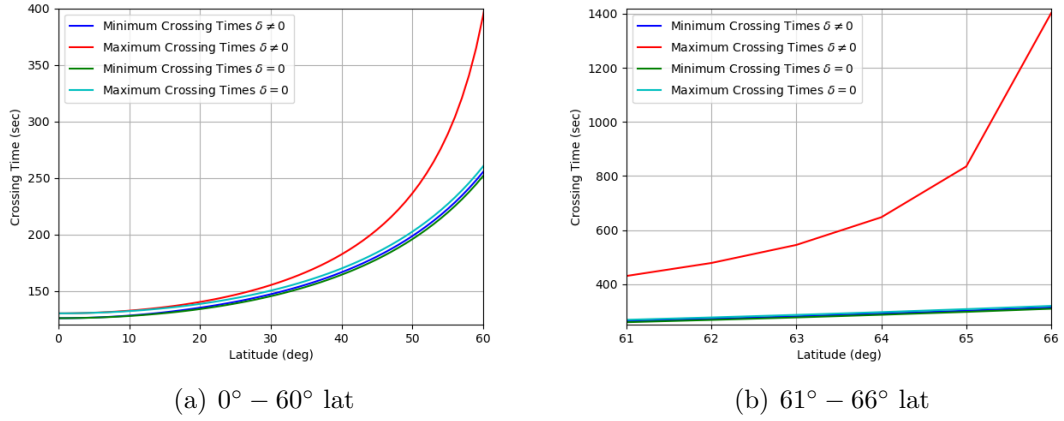 400
350
300
250
200
150
Crossing Time (sec)
0 10 20 30 40 50 60
Latitude (deg)
Minimum Crossing Times δ ≠ 0
Maximum Crossing Times δ ≠ 0
Minimum Crossing Times δ = 0
Maximum Crossing Times δ = 0
(a) 0° – 60° lat
1400
1200
1000
800
600
400
Crossing Time (sec)
61 62 63 64 65 66
Latitude (deg)
Minimum Crossing Times δ ≠ 0
Maximum Crossing Times δ ≠ 0
Minimum Crossing Times δ = 0
Maximum Crossing Times δ = 0
(b) 61° – 66° lat